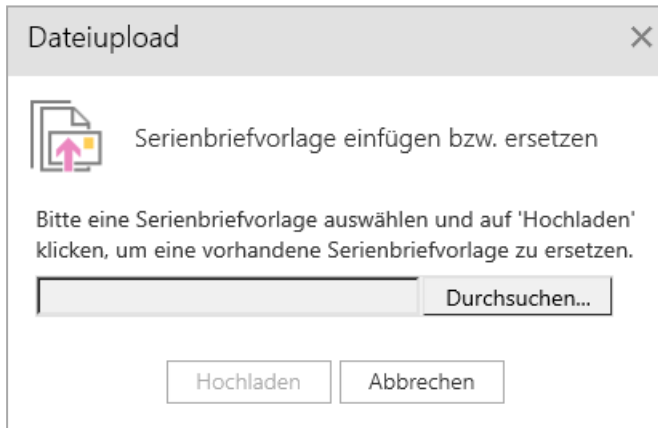 Dateiupload
Serienbriefvorlage einfügen bzw. ersetzen
Bitte eine Serienbriefvorlage auswählen und auf 'Hochladen'
klicken, um eine vorhandene Serienbriefvorlage zu ersetzen.
Durchsuchen...
Hochladen
Abbrechen